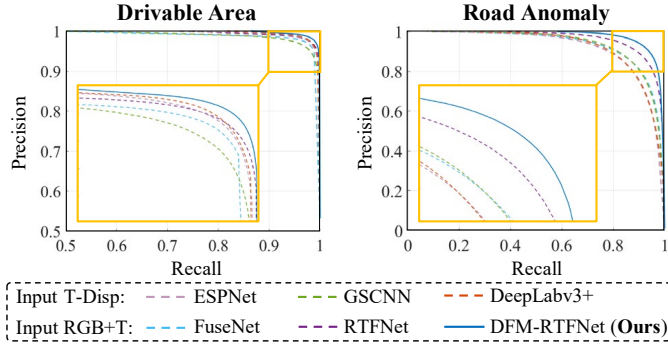 Drivable Area
Road Anomaly
Precision
1
0.9
0.8
0.7
0.6
0.5
0.5 0.6 0.7 0.8 0.9 1
Recall
Precision
1
0.8
0.6
0.4
0.2
0
0 0.2 0.4 0.6 0.8 1
Recall
Input T-Disp: ESPNet GSCNN DeepLabv3+
Input RGB+T: FuseNet RTFNet DFM-RTFNet (Ours)